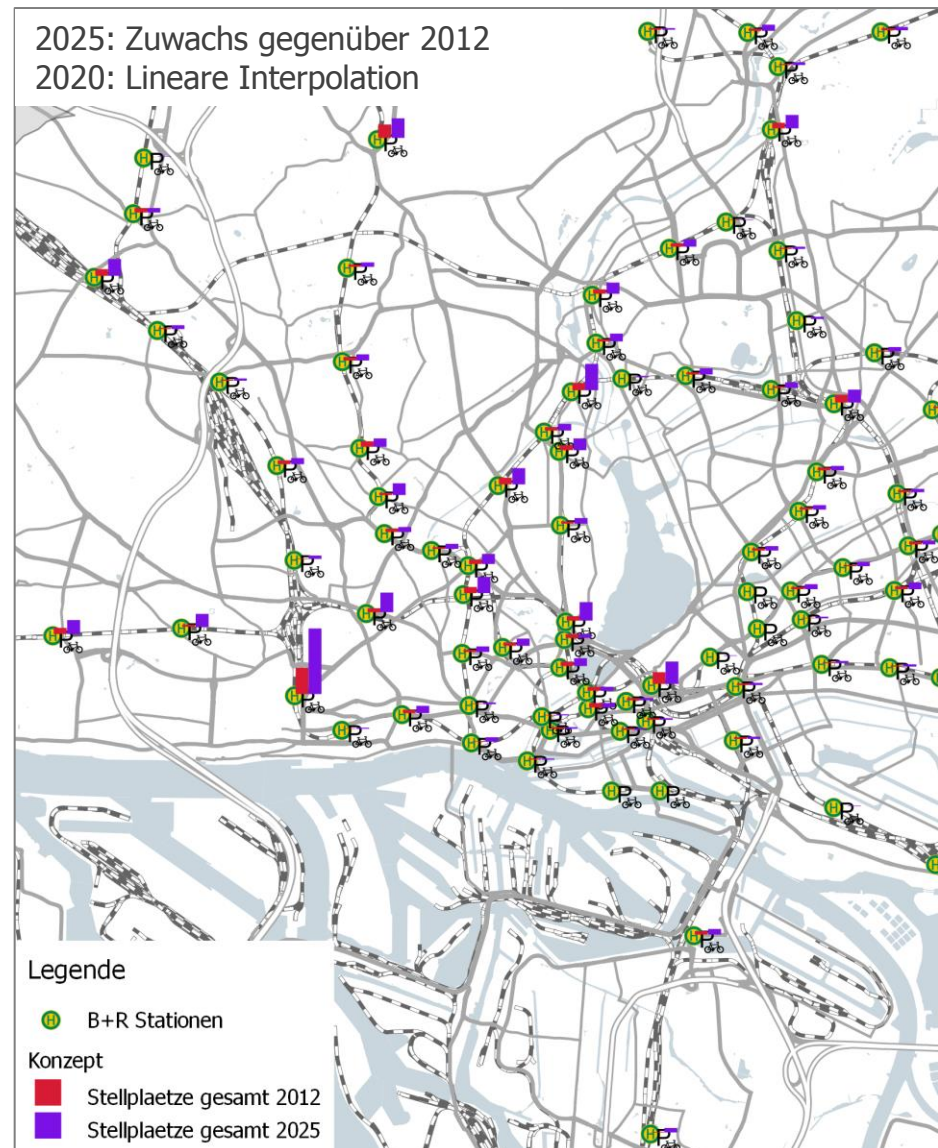 2025: Zuwachs gegenüber 2012
2020: Lineare Interpolation
Legende
B+R Stationen
Konzept
Stellplaetze gesamt 2012
Stellplaetze gesamt 2025